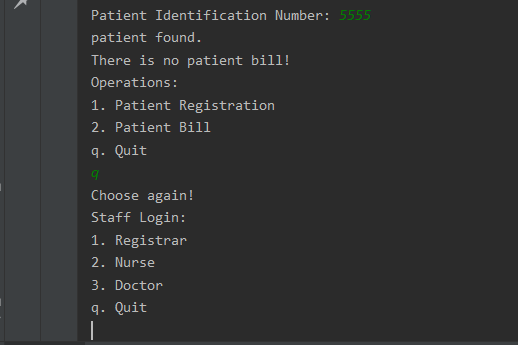 Patient Identification Number: 5555
patient found.
There is no patient bill!
Operations:
1. Patient Registration
2. Patient Bill
q. Quit
q
Choose again!
Staff Login:
1. Registrar
2. Nurse
3. Doctor
q. Quit